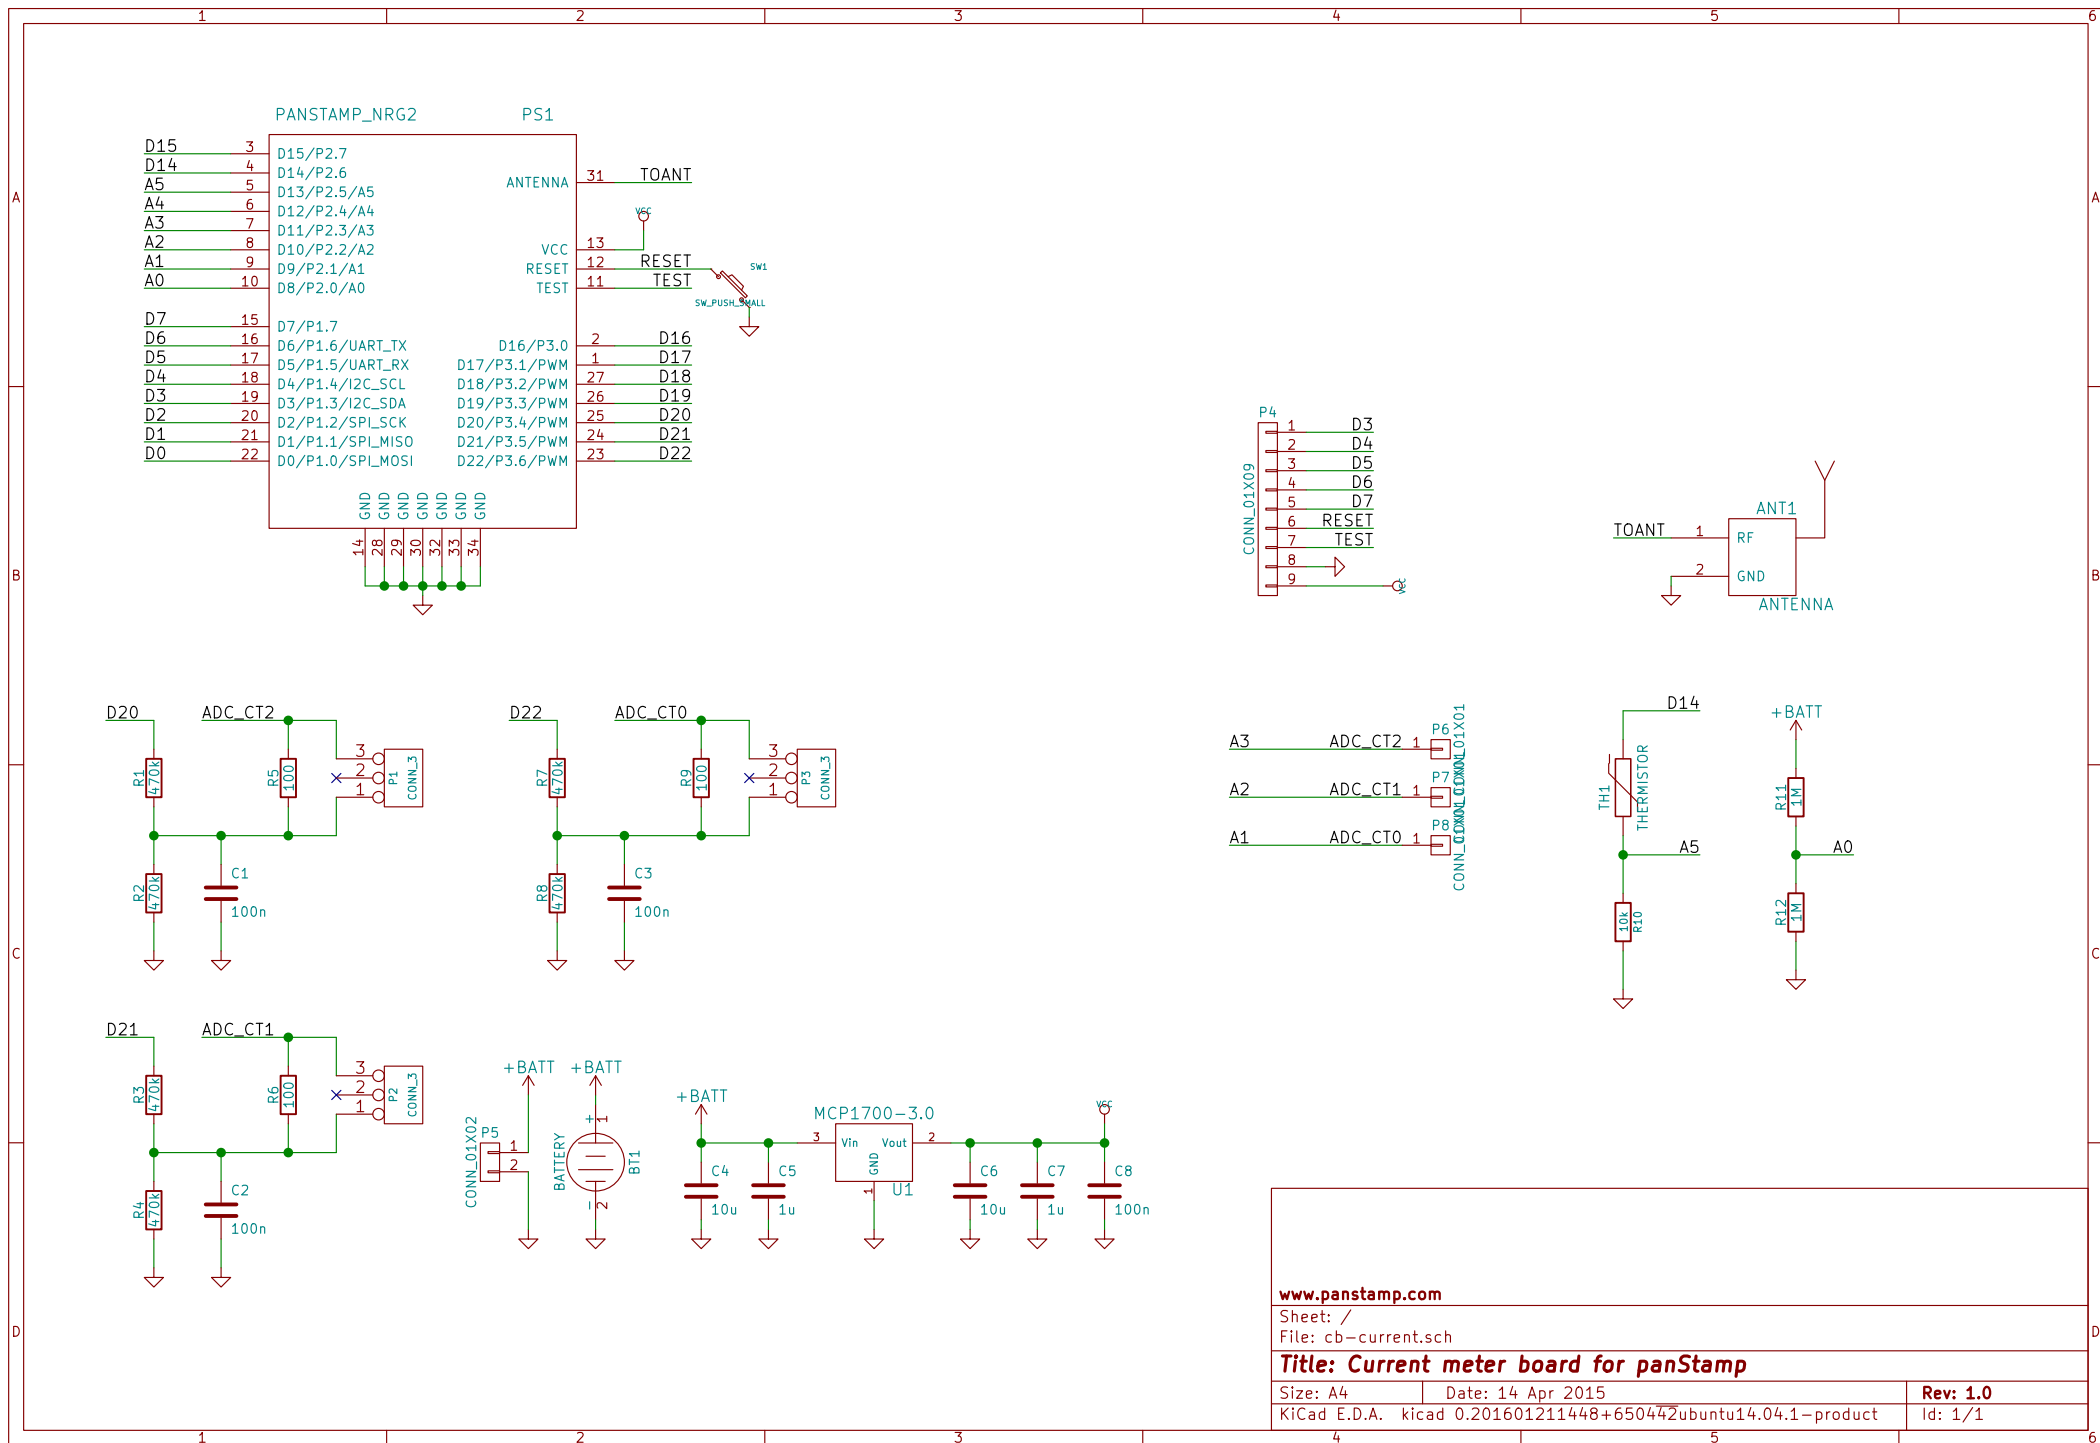 1 2 3 4 5 6
A
B
C
D
A
B
C
D
PANSTAMP_NRG2 PS1
D15 3 D15/P2.7
D14 4 D14/P2.6
A5 5 D13/P2.5/A5
A4 6 D12/P2.4/A4
A3 7 D11/P2.3/A3
A2 8 D10/P2.2/A2
A1 9 D9/P2.1/A1
A0 10 D8/P2.0/A0
D7 15 D7/P1.7
D6 16 D6/P1.6/UART_TX
D5 17 D5/P1.5/UART_RX
D4 18 D4/P1.4/I2C_SCL
D3 19 D3/P1.3/I2C_SDA
D2 20 D2/P1.2/SPI_SCK
D1 21 D1/P1.1/SPI_MISO
D0 22 D0/P1.0/SPI_MOSI
ANTENNA 31 TOANT
VCC
VCC 13
RESET 12 RESET
TEST 11 TEST
SW1
SW_PUSH_SMALL
D16/P3.0 2 D16
D17/P3.1/PWM 1 D17
D18/P3.2/PWM 27 D18
D19/P3.3/PWM 26 D19
D20/P3.4/PWM 25 D20
D21/P3.5/PWM 24 D21
D22/P3.6/PWM 23 D22
GND GND GND GND GND GND GND
14 28 29 30 32 33 34
P4
CONN_01X09
1 D3
2 D4
3 D5
4 D6
5 D7
6 RESET
7 TEST
8
9 VCC
ANT1
TOANT 1 RF
2 GND
ANTENNA
D20 ADC_CT2
R1 470k
R5 100
3
2
1
P1
CONN_3
R2 470k
C1
100n
D22 ADC_CT0
R7 470k
R9 100
3
2
1
P3
CONN_3
R8 470k
C3
100n
A3 ADC_CT2 1 P6
CONN_01X01
A2 ADC_CT1 1 P7
CONN_01X01
A1 ADC_CT0 1 P8
CONN_01X01
D14
TH1
THERMISTOR
A5
10k
R10
+BATT
R11 1M
A0
R12 1M
D21 ADC_CT1
R3 470k
R6 100
3
2
1
P2
CONN_3
R4 470k
C2
100n
+BATT +BATT
P5
CONN_01X02
1
2
BATTERY
+ 1
- 2
BT1
+BATT
MCP1700-3.0
VCC
3 Vin Vout 2
GND
1
U1
C4
10u
C5
1u
C6
10u
C7
1u
C8
100n
www.panstamp.com
Sheet: /
File: cb-current.sch
Title: Current meter board for panStamp
Size: A4 Date: 14 Apr 2015 Rev: 1.0
KiCad E.D.A. kicad 0.201601211448+650442ubuntu14.04.1-product Id: 1/1
1 2 3 4 5 6